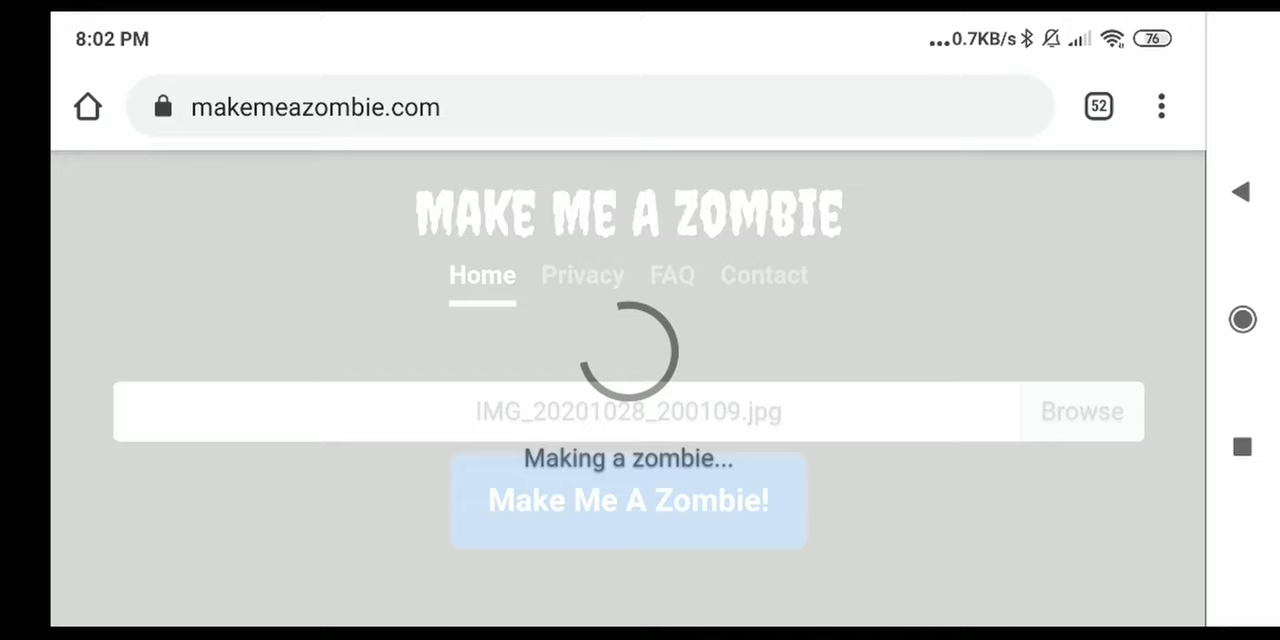 8:02 PM
...0.7KB/s 76
makemeazombie.com
52
MAKE ME A ZOMBIE
Home Privacy FAQ Contact
IMG_20201028_200109.jpg Browse
Making a zombie...
Make Me A Zombie!